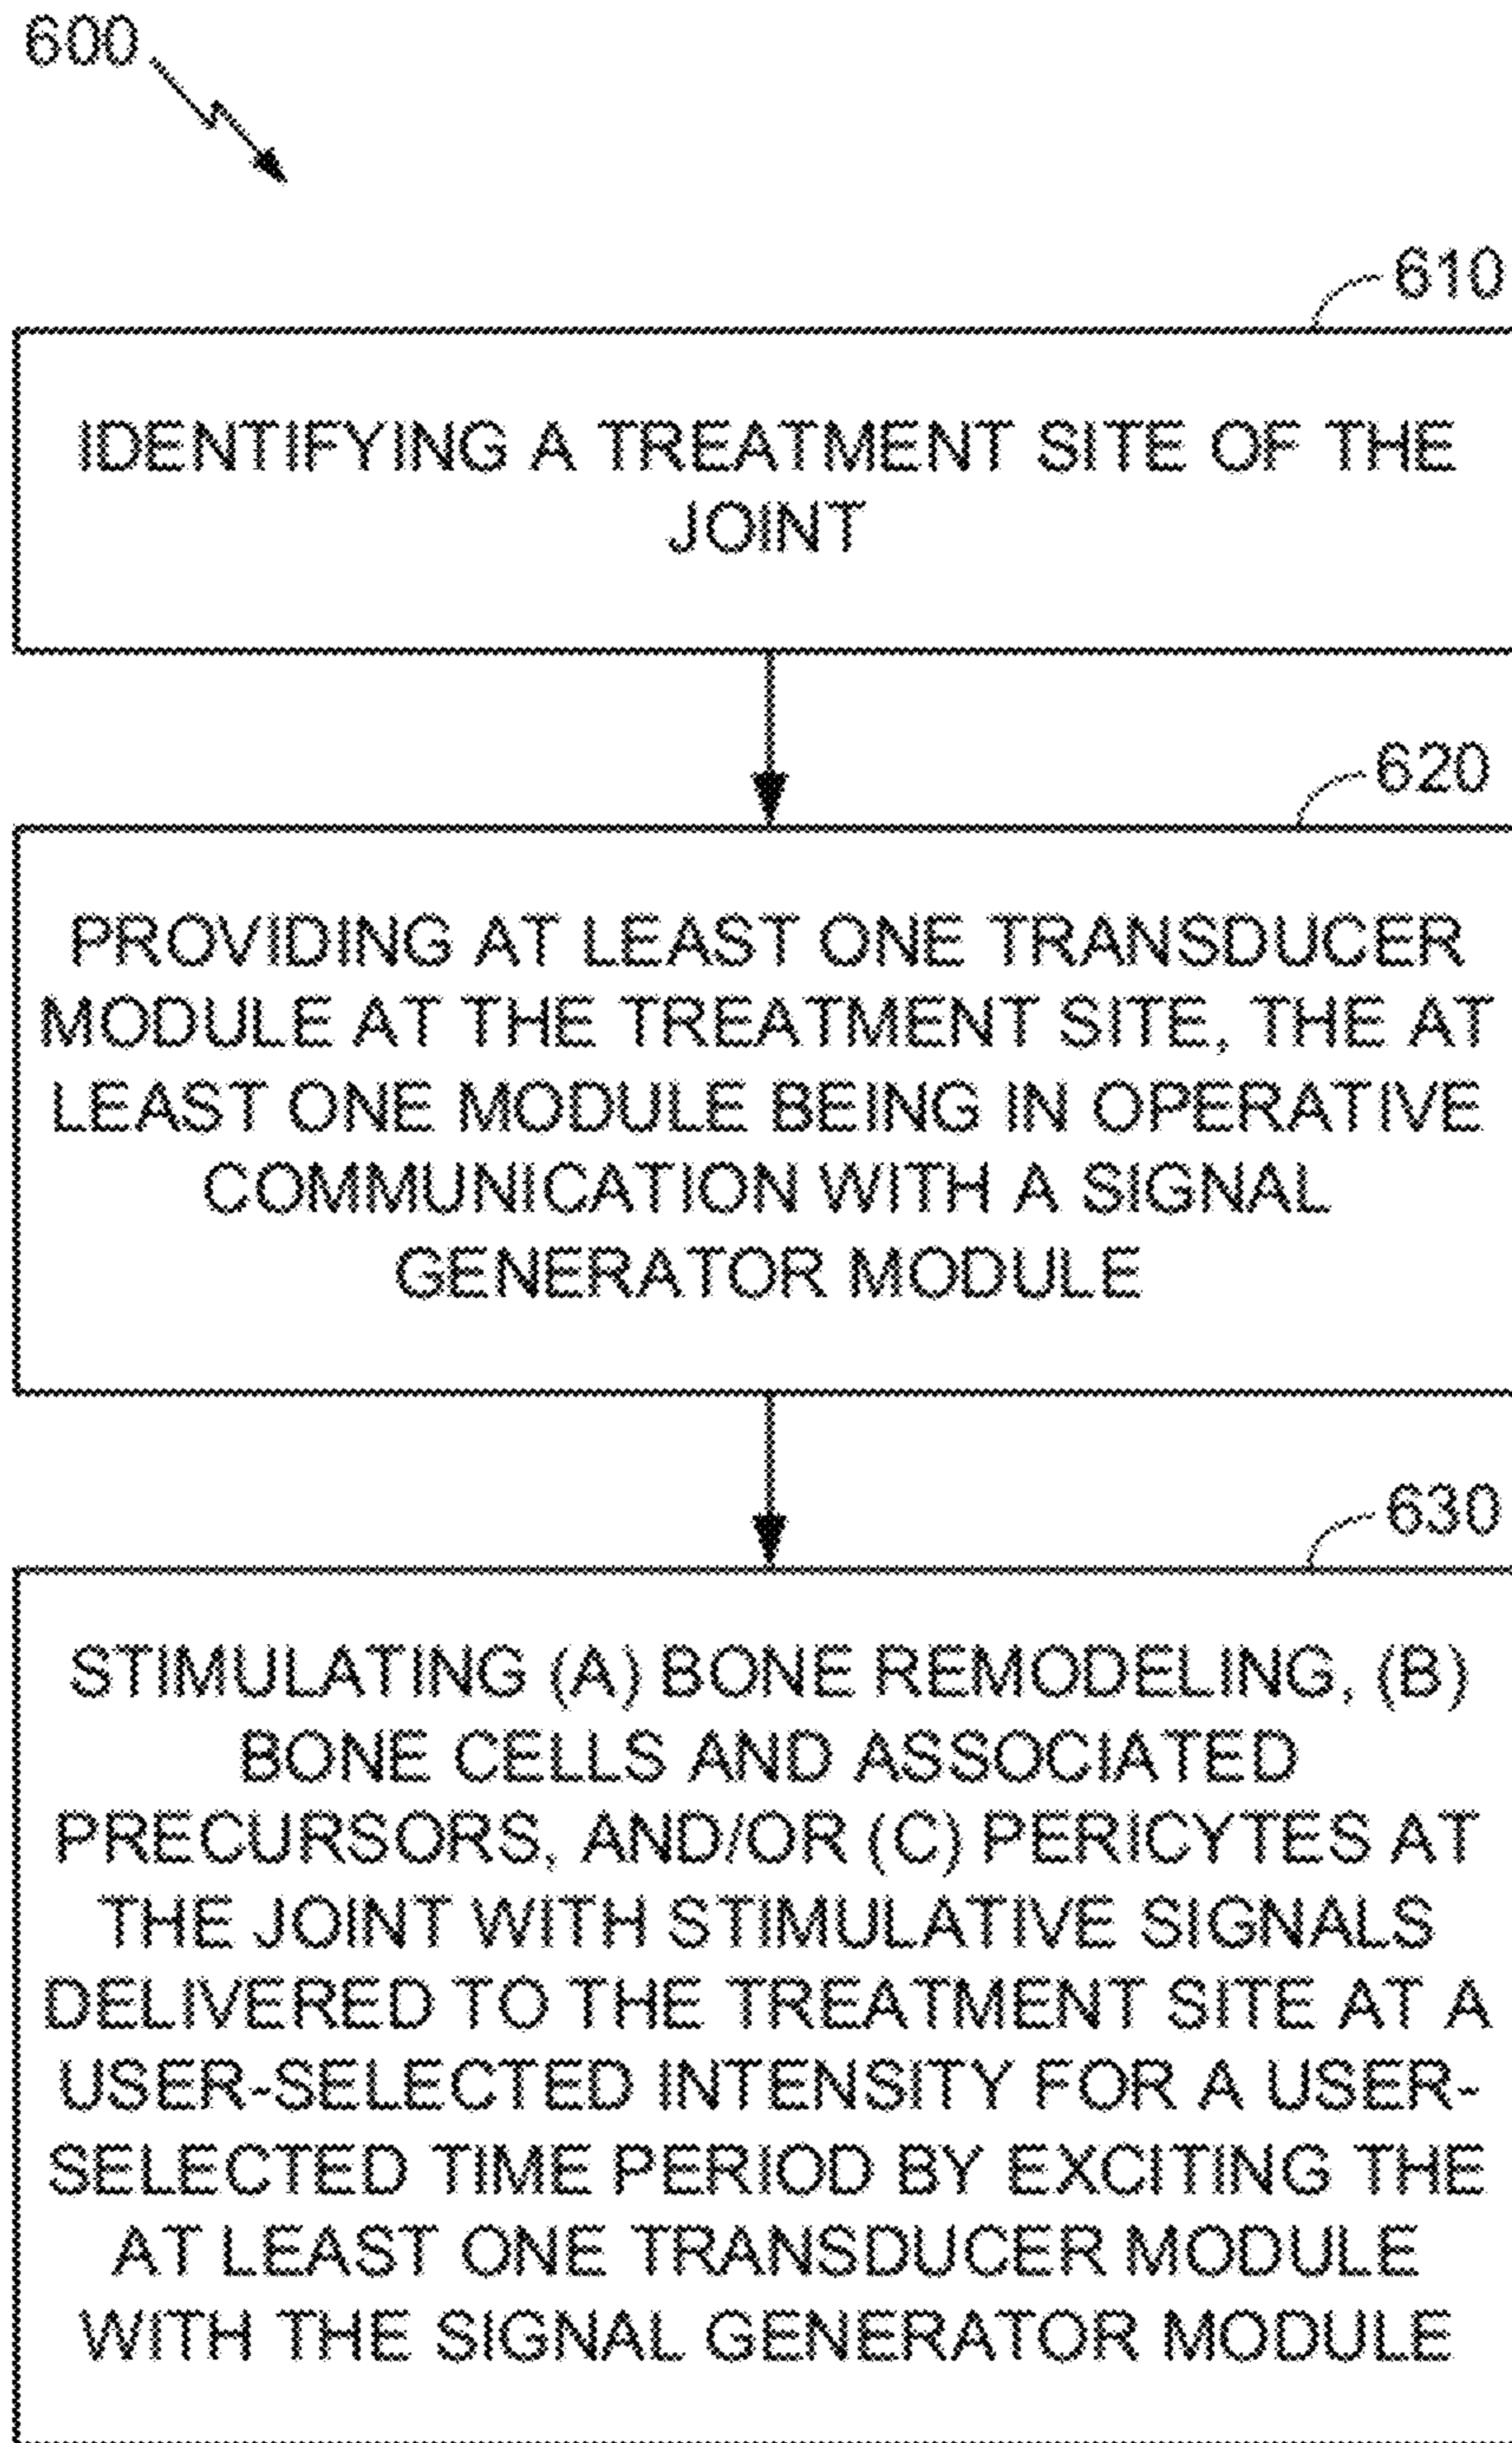 600
610
IDENTIFYING A TREATMENT SITE OF THE
JOINT
620
PROVIDING AT LEAST ONE TRANSDUCER
MODULE AT THE TREATMENT SITE, THE AT
LEAST ONE MODULE BEING IN OPERATIVE
COMMUNICATION WITH A SIGNAL
GENERATOR MODULE
630
STIMULATING (A) BONE REMODELING, (B)
BONE CELLS AND ASSOCIATED
PRECURSORS, AND/OR (C) PERICYTES AT
THE JOINT WITH STIMULATIVE SIGNALS
DELIVERED TO THE TREATMENT SITE AT A
USER-SELECTED INTENSITY FOR A USER-
SELECTED TIME PERIOD BY EXCITING THE
AT LEAST ONE TRANSDUCER MODULE
WITH THE SIGNAL GENERATOR MODULE